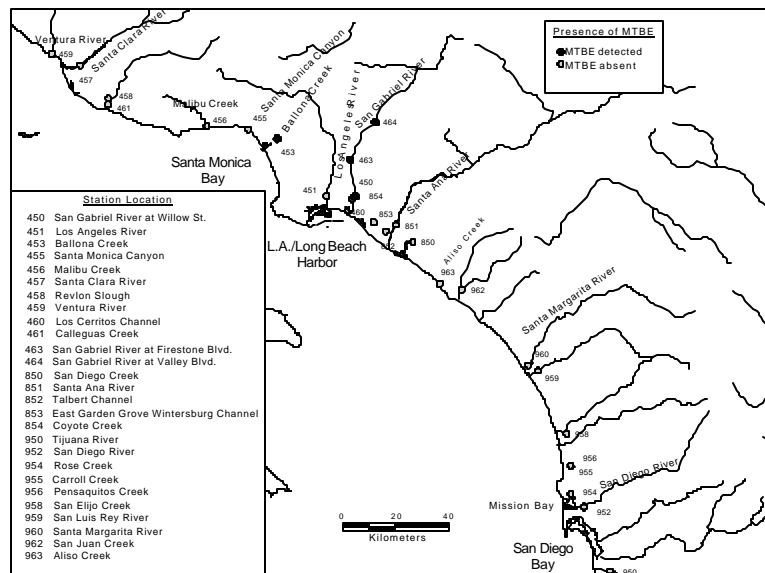 Presence of MTBE
MTBE detected
MTBE absent
Ventura River
459
Santa Clara River
457
458
461
Malibu Creek
456
Santa Monica Canyon
455
Ballona Creek
453
Santa Monica
Bay
Los Angeles River
San Gabriel River
464
463
450
451
854
460
853
851
852
850
Santa Ana River
L.A./Long Beach
Harbor
Aliso Creek
963
962
Santa Margarita River
960
959
958
956
955
San Diego River
954
Mission Bay
952
San Diego
Bay
950
0 20 40
Kilometers
Station Location
450 San Gabriel River at Willow St.
451 Los Angeles River
453 Ballona Creek
455 Santa Monica Canyon
456 Malibu Creek
457 Santa Clara River
458 Revlon Slough
459 Ventura River
460 Los Cerritos Channel
461 Calleguas Creek
463 San Gabriel River at Firestone Blvd.
464 San Gabriel River at Valley Blvd.
850 San Diego Creek
851 Santa Ana River
852 Talbert Channel
853 East Garden Grove Wintersburg Channel
854 Coyote Creek
950 Tijuana River
952 San Diego River
954 Rose Creek
955 Carroll Creek
956 Pensaquitos Creek
958 San Elijo Creek
959 San Luis Rey River
960 Santa Margarita River
962 San Juan Creek
963 Aliso Creek